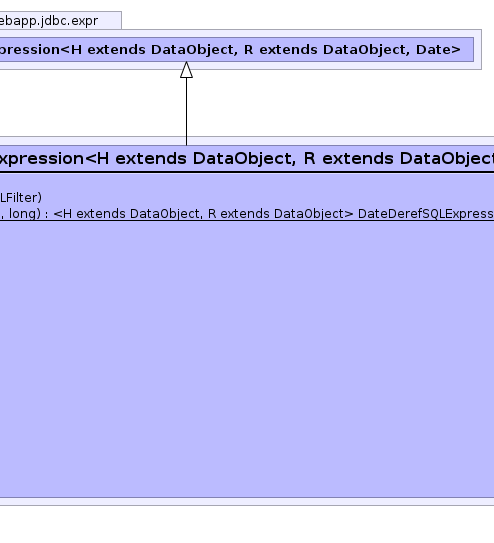 ebapp.jdbc.expr
pression<H extends DataObject, R extends DataObject, Date>
xpression<H extends DataObject, R extends DataObject
LFilter)
, long) : <H extends DataObject, R extends DataObject> DateDerefSQLExpress